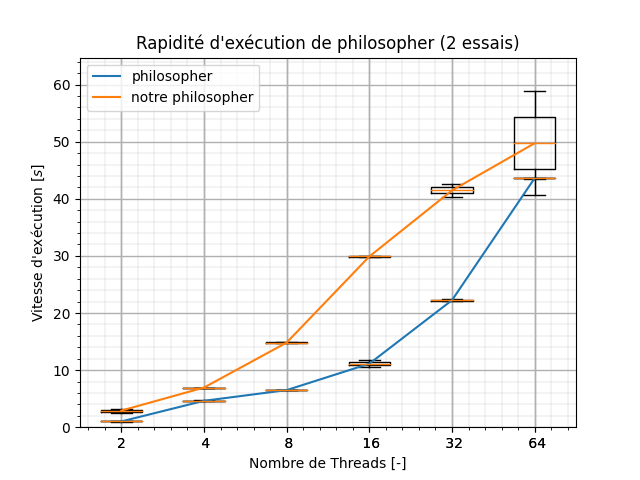 Rapidité d'exécution de philosopher (2 essais)
philosopher
notre philosopher
Vitesse d'exécution [s]
60
50
40
30
20
10
0
2 4 8 16 32 64
Nombre de Threads [-]